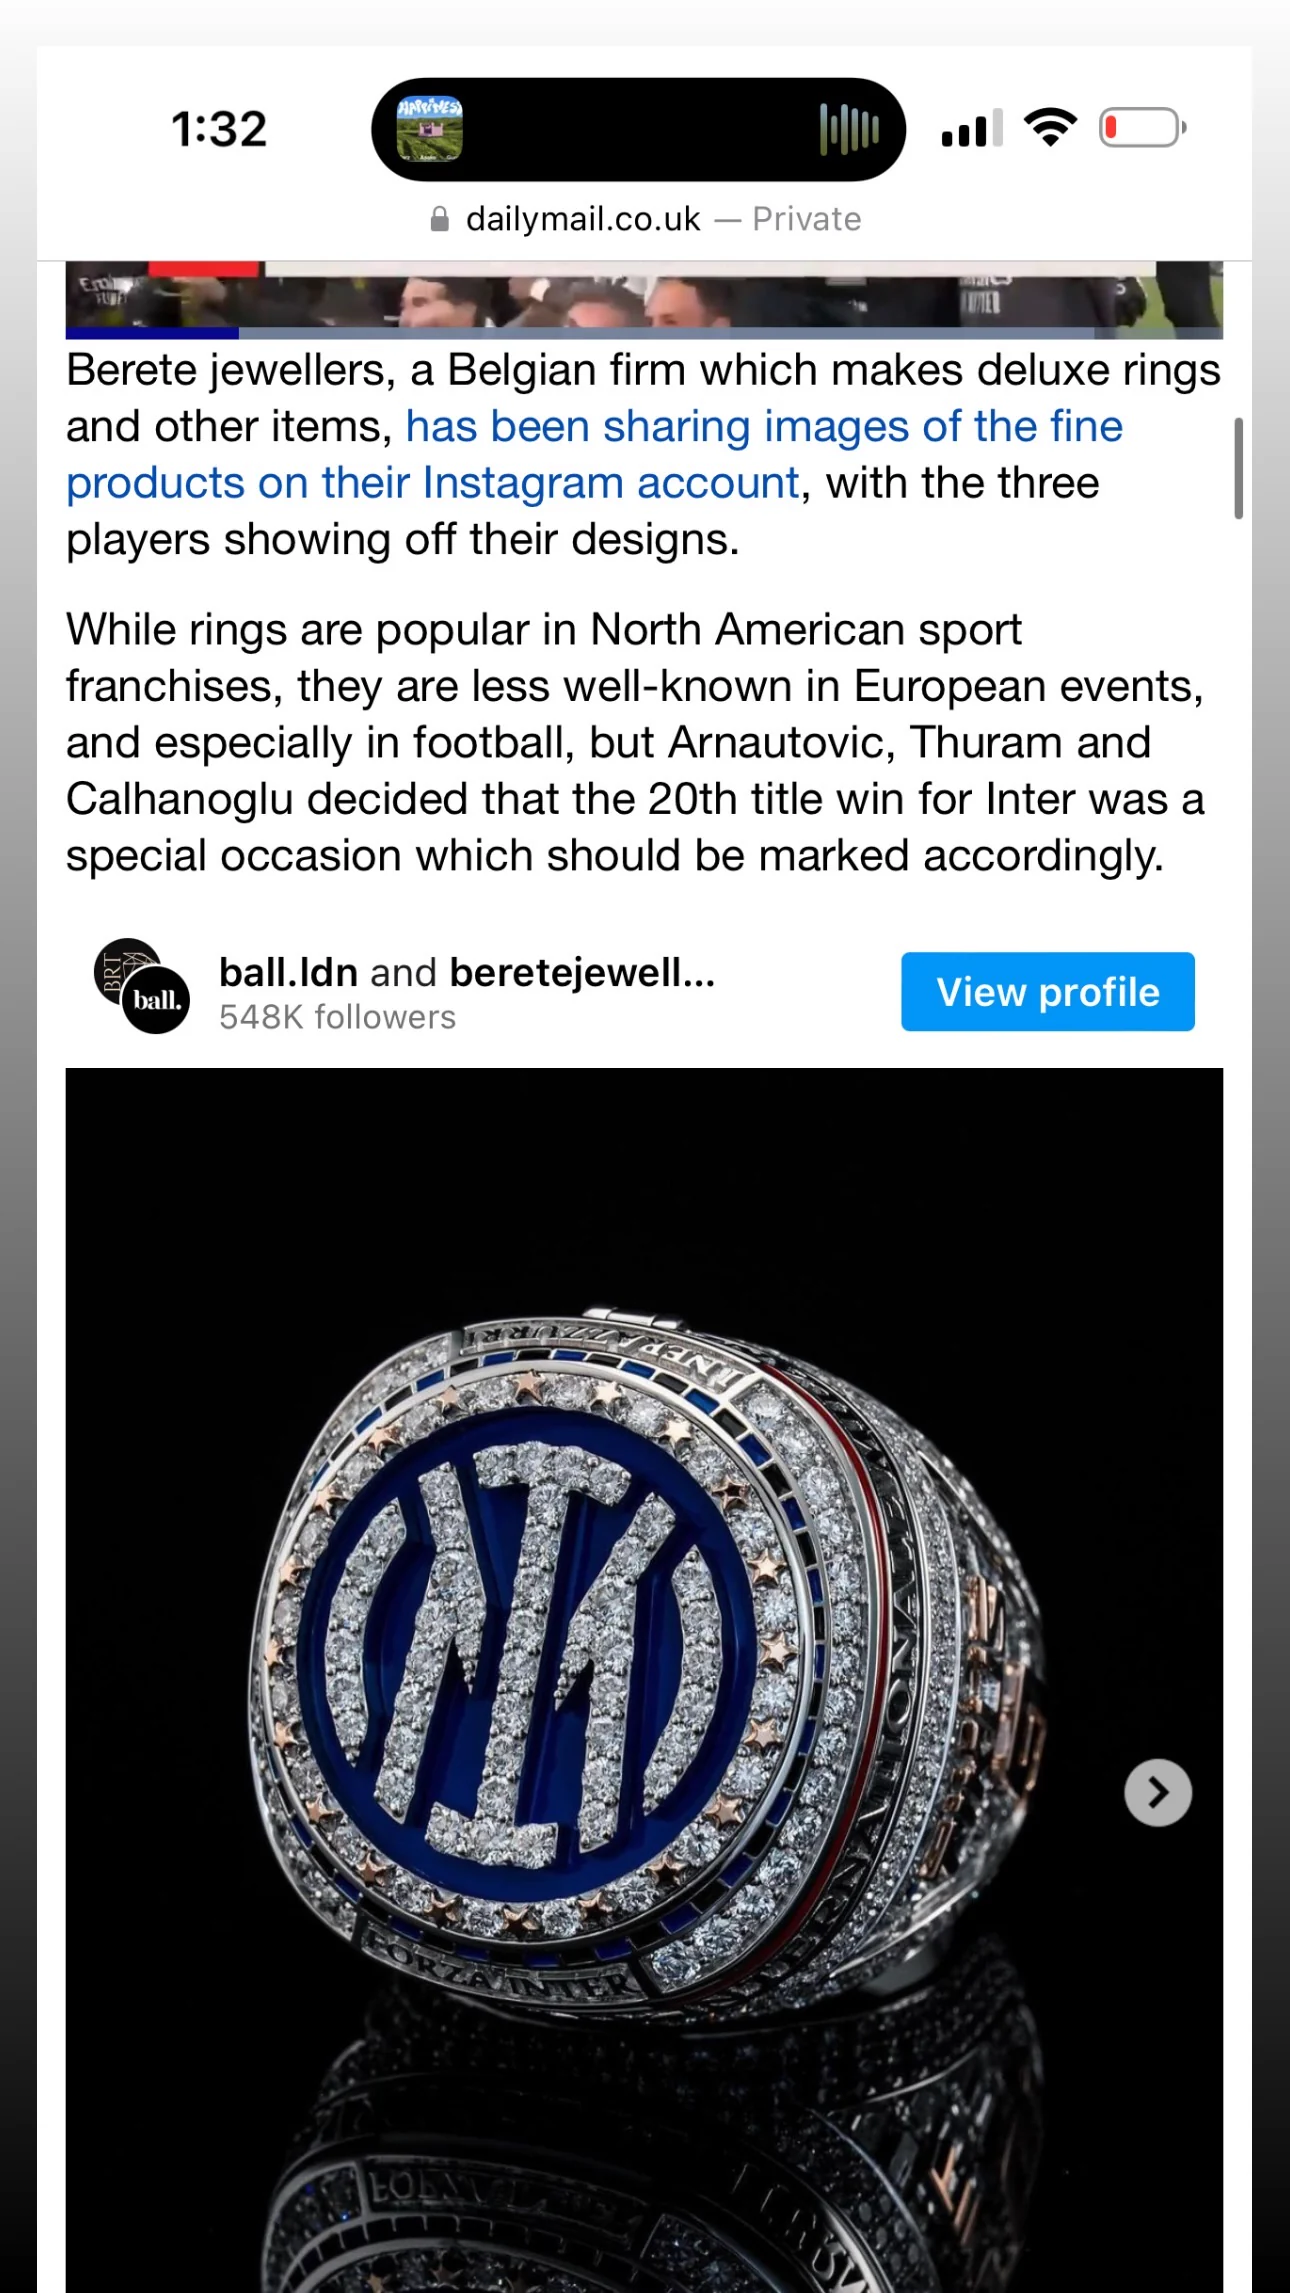 1:32
HAPPINESS
dailymail.co.uk — Private
Berete jewellers, a Belgian firm which makes deluxe rings
and other items, has been sharing images of the fine
products on their Instagram account, with the three
players showing off their designs.
While rings are popular in North American sport
franchises, they are less well-known in European events,
and especially in football, but Arnautovic, Thuram and
Calhanoglu decided that the 20th title win for Inter was a
special occasion which should be marked accordingly.
BRT
ball.
ball.ldn and beretejewell...
548K followers
View profile
INERAZZURRI
INTERNAZIONALE
FORZA INTER